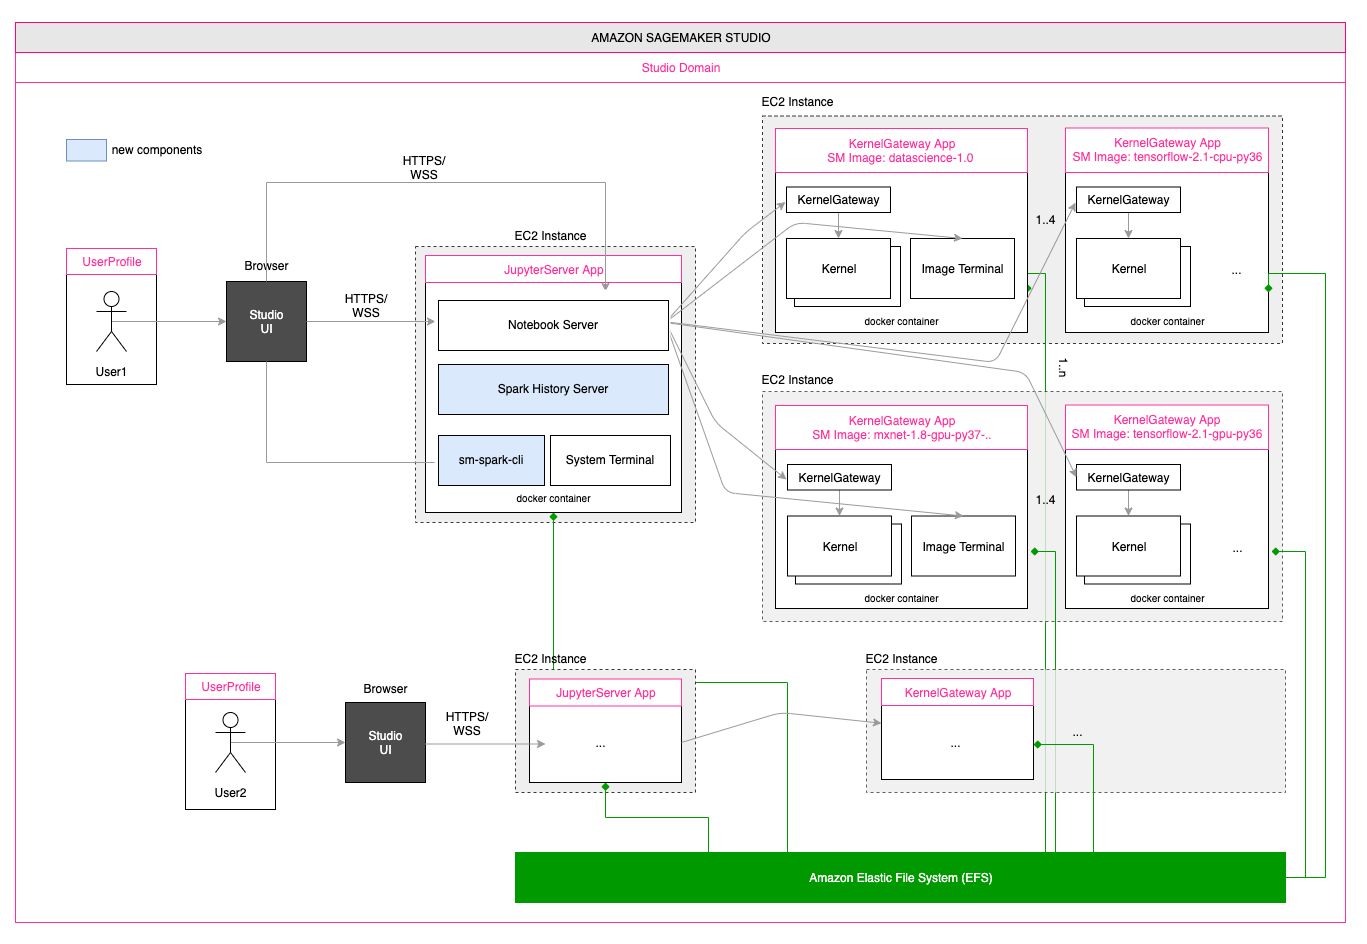 AMAZON SAGEMAKER STUDIO
Studio Domain
new components
HTTPS/
WSS
UserProfile
User1
Browser
Studio
UI
HTTPS/
WSS
EC2 Instance
JupyterServer App
Notebook Server
Spark History Server
sm-spark-cli
System Terminal
docker container
EC2 Instance
KernelGateway App
SM Image: datascience-1.0
KernelGateway
Kernel
Image Terminal
docker container
1..4
KernelGateway App
SM Image: tensorflow-2.1-cpu-py36
KernelGateway
Kernel
...
docker container
1..n
EC2 Instance
KernelGateway App
SM Image: mxnet-1.8-gpu-py37-..
KernelGateway
Kernel
Image Terminal
docker container
1..4
KernelGateway App
SM Image: tensorflow-2.1-gpu-py36
KernelGateway
Kernel
...
docker container
UserProfile
User2
Browser
Studio
UI
HTTPS/
WSS
EC2 Instance
JupyterServer App
...
EC2 Instance
KernelGateway App
...
...
Amazon Elastic File System (EFS)